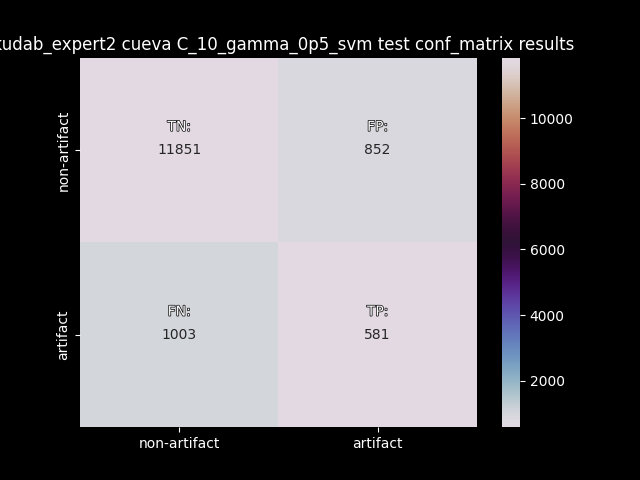 cueva C_10_gamma_0p5_svm test conf_matrix results
non-artifact
artifact
TN:
11851
FP:
852
FN:
1003
TP:
581
non-artifact
artifact
10000
8000
6000
4000
2000